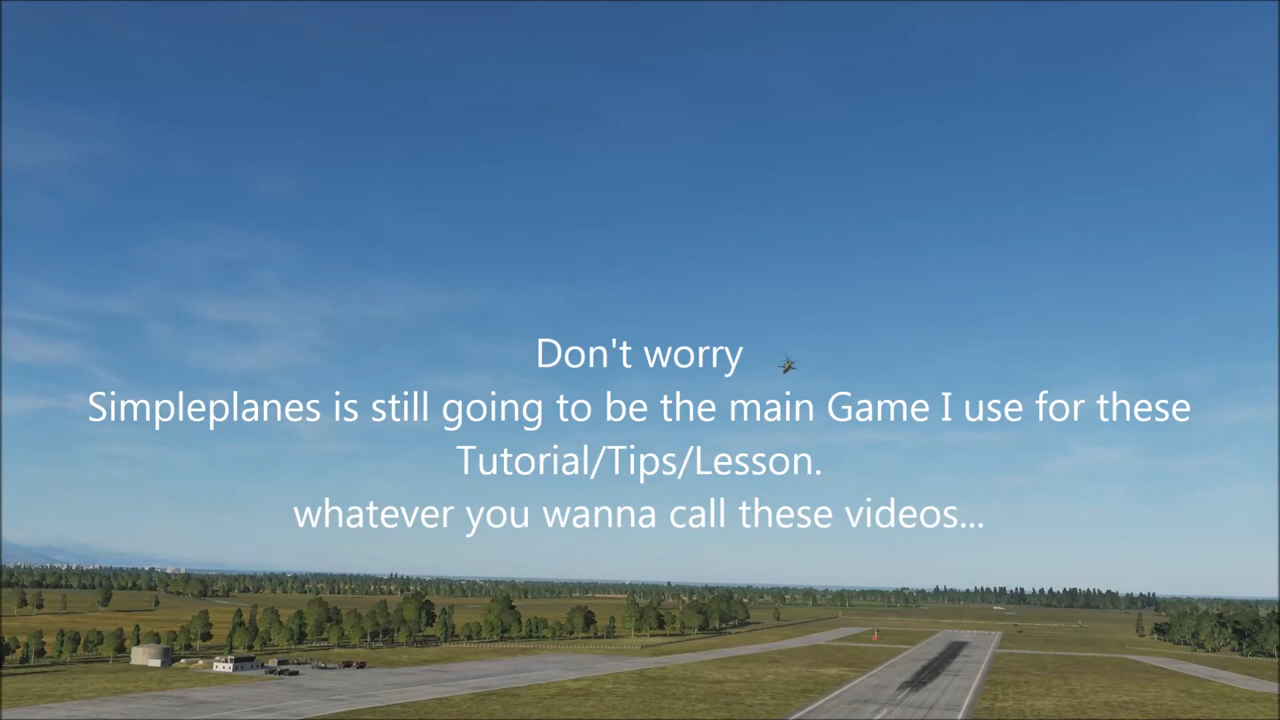 Don't worry
Simpleplanes is still going to be the main Game I use for these
Tutorial/Tips/Lesson.
whatever you wanna call these videos...